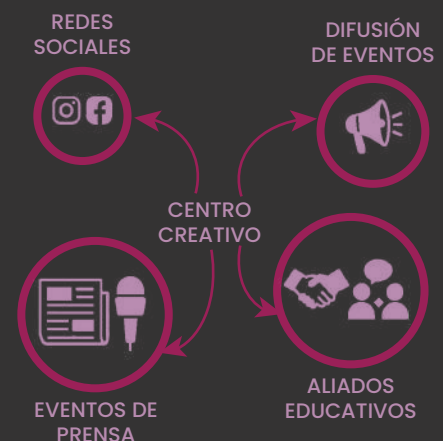 REDES
SOCIALES
DIFUSIÓN
DE EVENTOS
CENTRO
CREATIVO
EVENTOS DE
PRENSA
ALIADOS
EDUCATIVOS